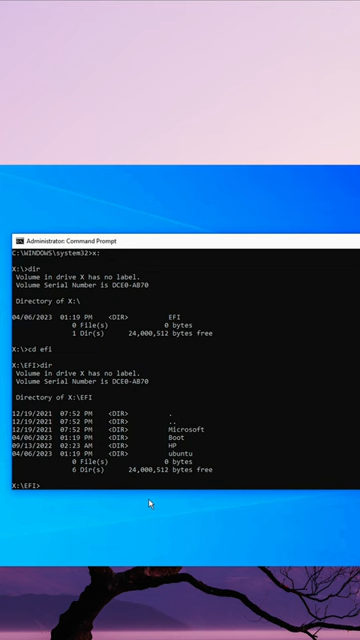 Administrator: Command Prompt
C:\WINDOWS\system32>x:
X:\>dir
Volume in drive X has no label.
Volume Serial Number is DCE0-AB70
Directory of X:\
04/06/2023 01:19 PM <DIR> EFI
0 File(s) 0 bytes
1 Dir(s) 24,000,512 bytes free
X:\>cd efi
X:\EFI>dir
Volume in drive X has no label.
Volume Serial Number is DCE0-AB70
Directory of X:\EFI
12/19/2021 07:52 PM <DIR> .
12/19/2021 07:52 PM <DIR> ..
12/19/2021 07:52 PM <DIR> Microsoft
04/06/2023 01:19 PM <DIR> Boot
09/13/2022 02:23 AM <DIR> HP
04/06/2023 01:19 PM <DIR> ubuntu
0 File(s) 0 bytes
6 Dir(s) 24,000,512 bytes free
X:\EFI>